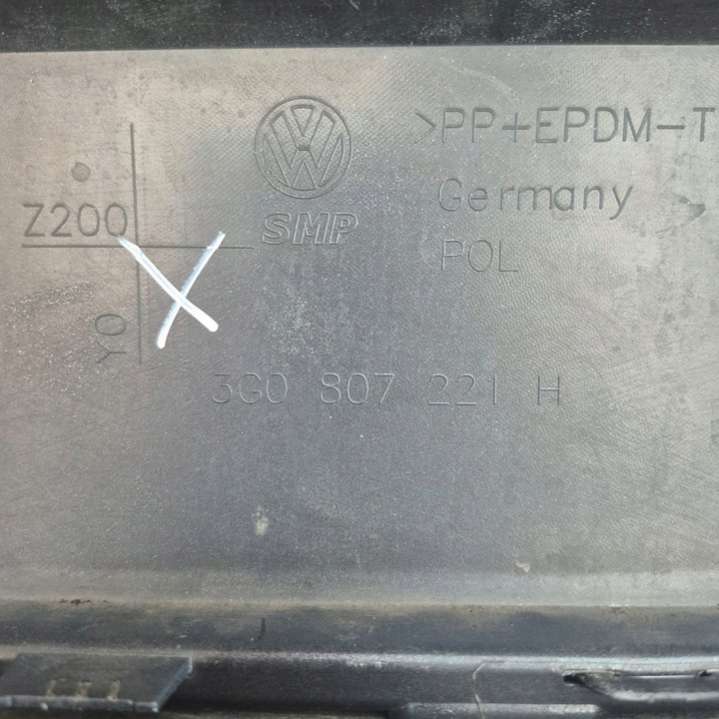 >PP+EPDM-T
Germany
POL
SMP
Z200
Y0
3G0 807 221 H